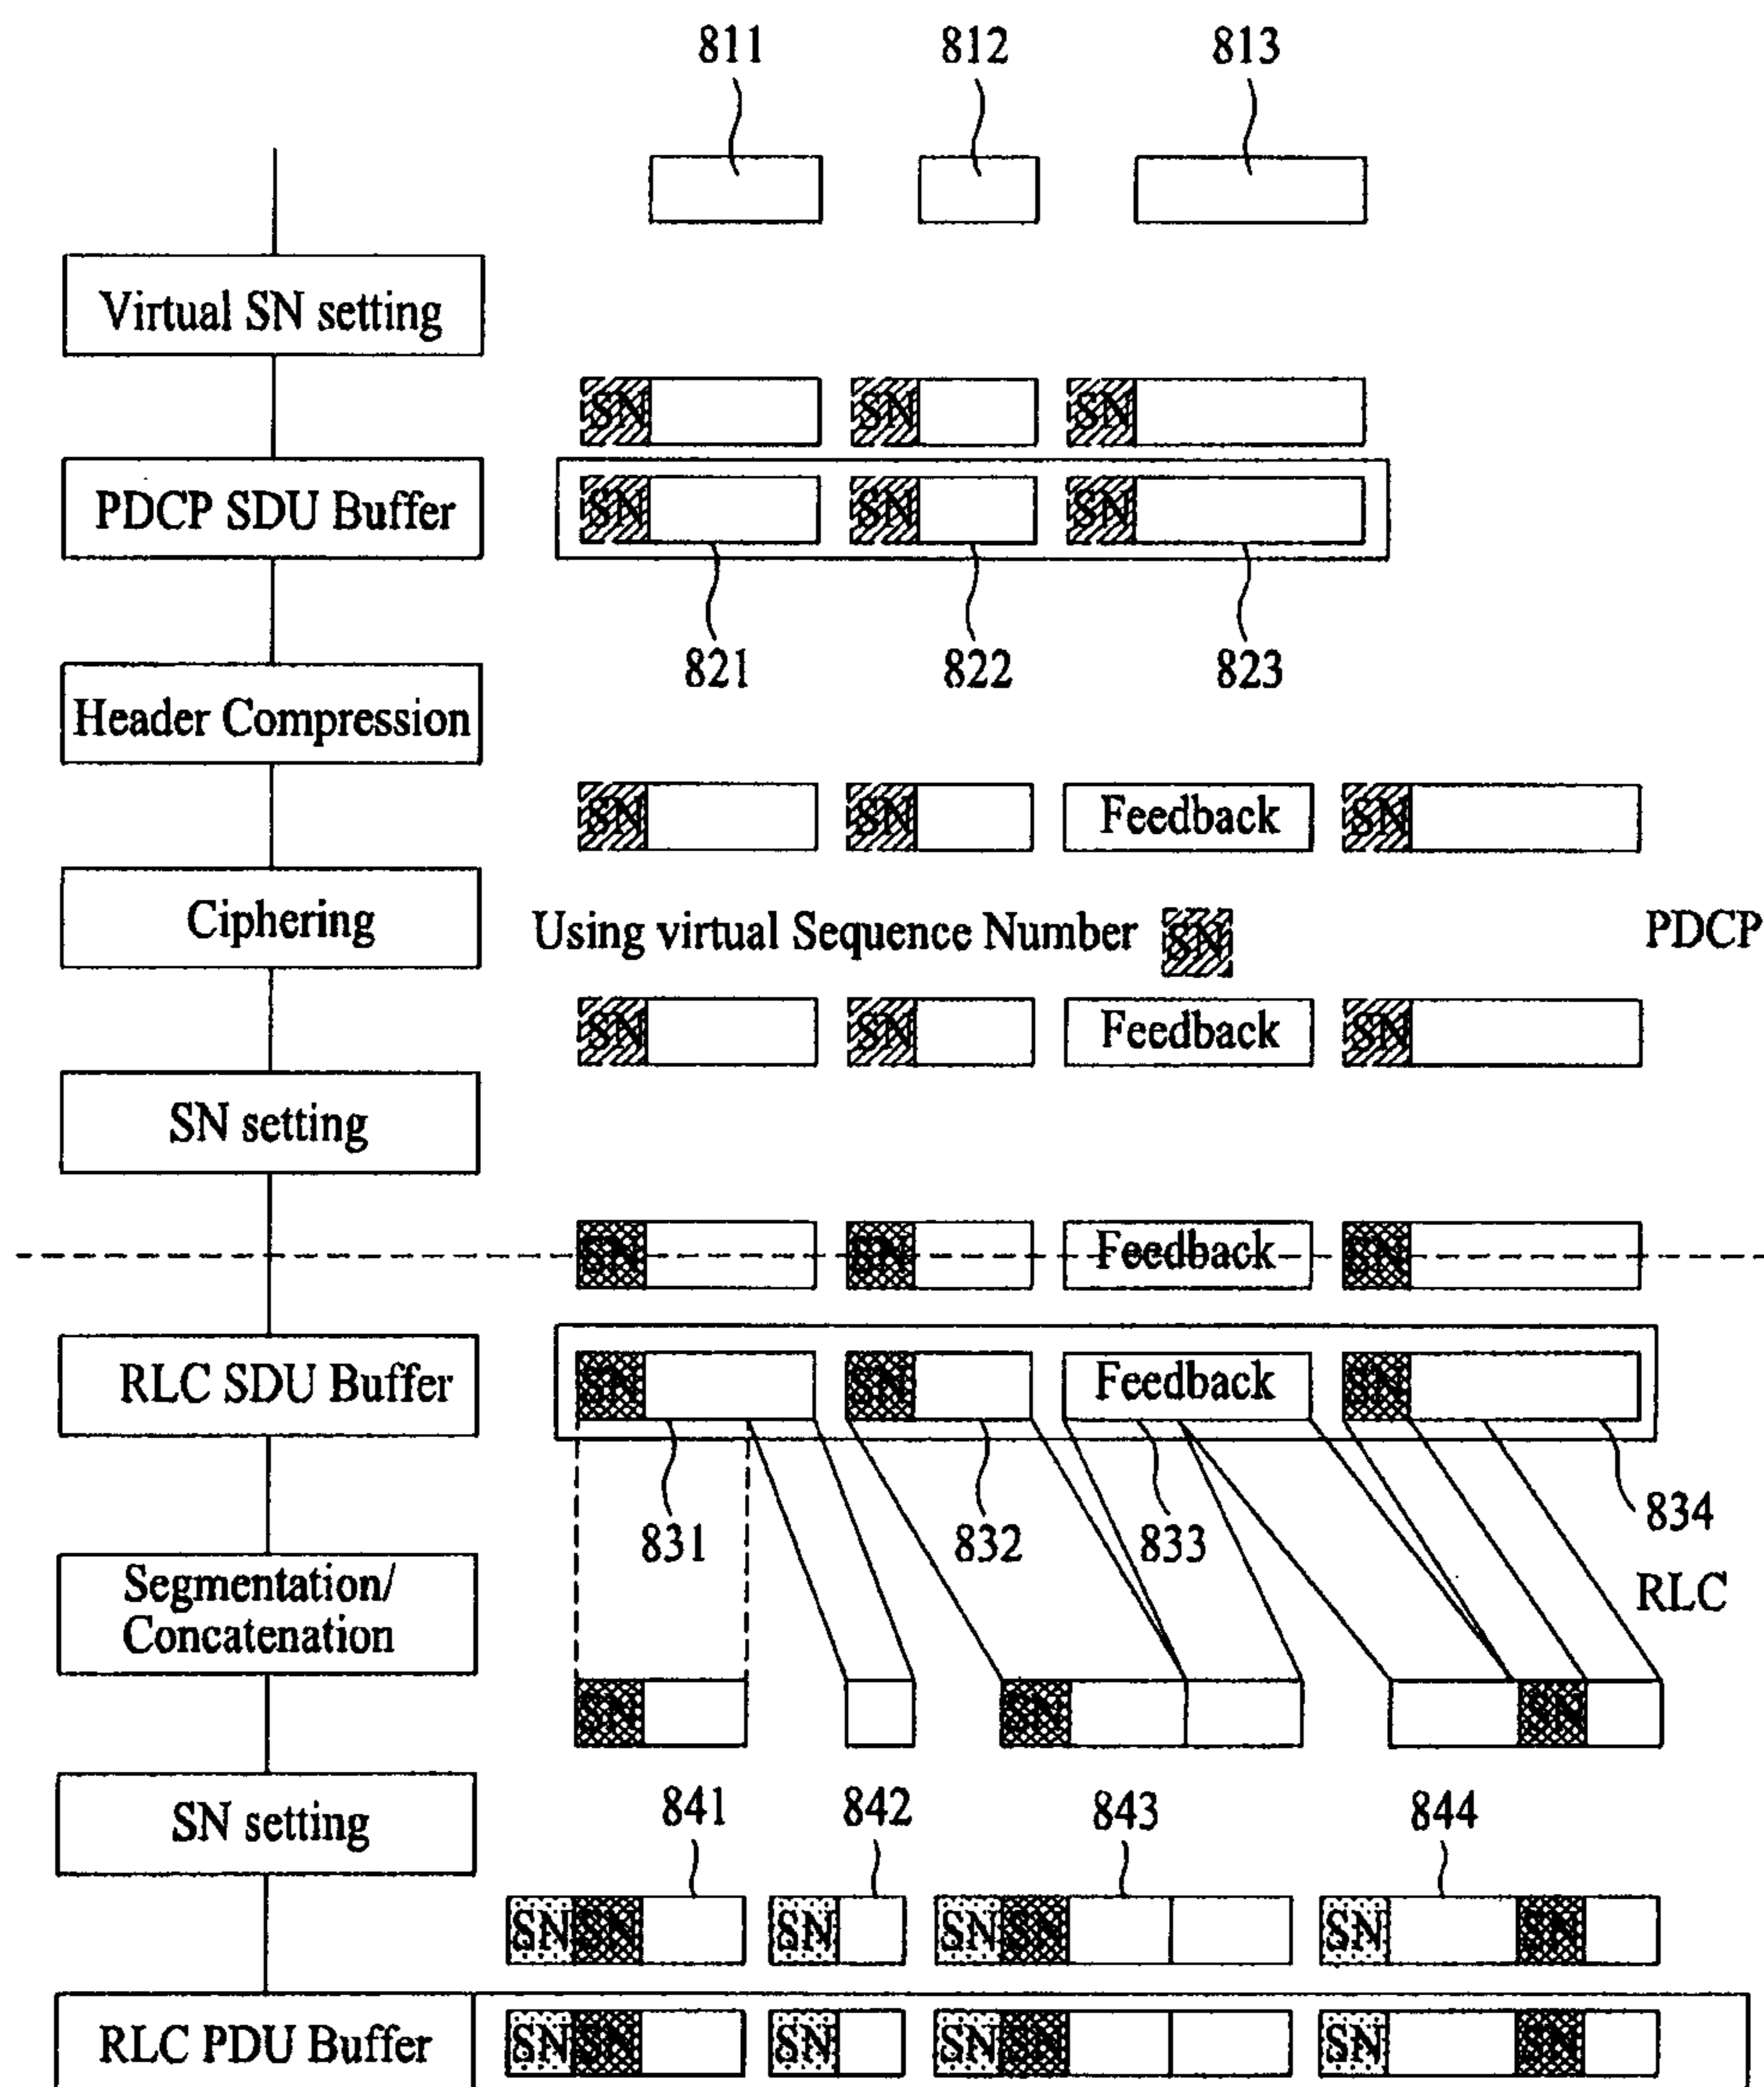 811 812 813
Virtual SN setting
SN SN SN
PDCP SDU Buffer
SN SN SN
821 822 823
Header Compression
SN SN Feedback SN
Ciphering
Using virtual Sequence Number SN
PDCP
SN SN Feedback SN
SN setting
SN SN Feedback SN
RLC SDU Buffer
SN SN Feedback SN
831 832 833 834
Segmentation/
Concatenation
RLC
SN SN SN
SN setting
841 842 843 844
SN SN SN SN SN SN SN
RLC PDU Buffer
SN SN SN SN SN SN SN